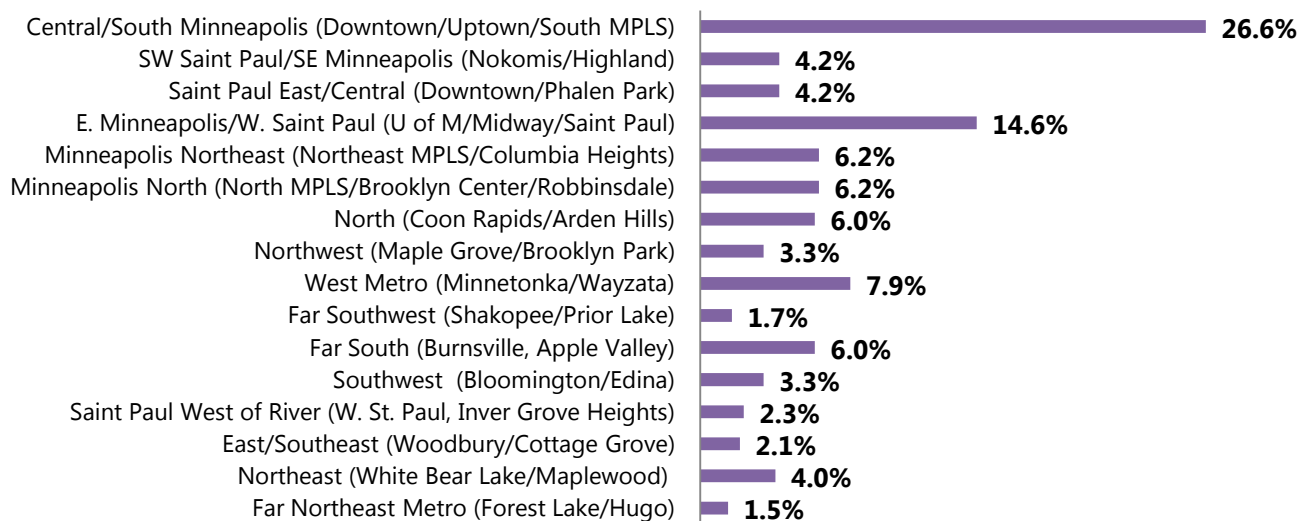 Central/South Minneapolis (Downtown/Uptown/South MPLS) 26.6%
SW Saint Paul/SE Minneapolis (Nokomis/Highland) 4.2%
Saint Paul East/Central (Downtown/Phalen Park) 4.2%
E. Minneapolis/W. Saint Paul (U of M/Midway/Saint Paul) 14.6%
Minneapolis Northeast (Northeast MPLS/Columbia Heights) 6.2%
Minneapolis North (North MPLS/Brooklyn Center/Robbinsdale) 6.2%
North (Coon Rapids/Arden Hills) 6.0%
Northwest (Maple Grove/Brooklyn Park) 3.3%
West Metro (Minnetonka/Wayzata) 7.9%
Far Southwest (Shakopee/Prior Lake) 1.7%
Far South (Burnsville, Apple Valley) 6.0%
Southwest (Bloomington/Edina) 3.3%
Saint Paul West of River (W. St. Paul, Inver Grove Heights) 2.3%
East/Southeast (Woodbury/Cottage Grove) 2.1%
Northeast (White Bear Lake/Maplewood) 4.0%
Far Northeast Metro (Forest Lake/Hugo) 1.5%